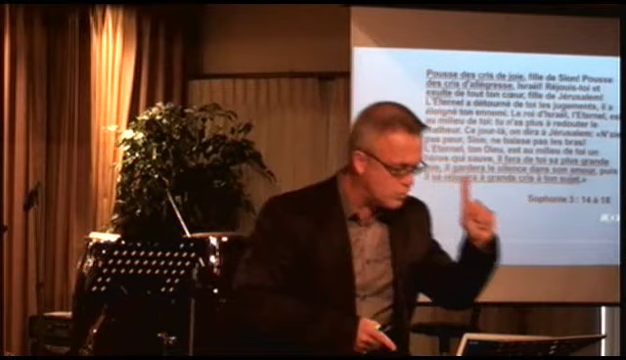 Pousse des cris de joie, fille de Sion! Pousse
des cris d'allégresse, Israël! Réjouis-toi et
exulte de tout ton cœur, fille de Jérusalem!
L'Eternel a détourné de toi les jugements, il a
éloigné ton ennemi. Le roi d'Israël, l'Eternel, est
au milieu de toi: tu n'as plus à redouter le
malheur. Ce jour-là, on dira à Jérusalem: «N'aie
pas peur, Sion, ne baisse pas les bras!
L'Eternel, ton Dieu, est au milieu de toi un
héros qui sauve, il fera de toi sa plus grande
joie, il gardera le silence dans son amour, puis
il se réjouira à grands cris à ton sujet.»
Sophonie 3 : 14 à 18